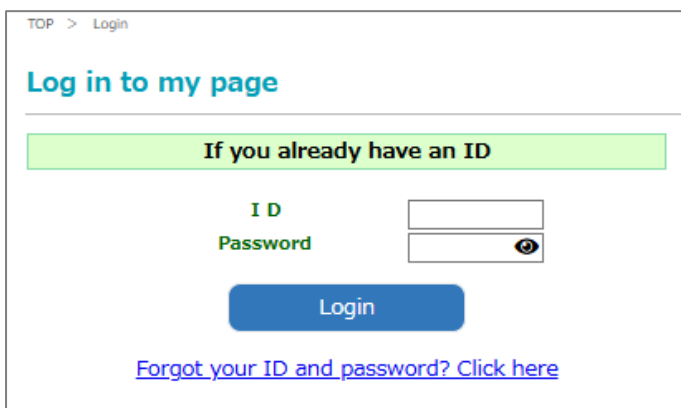 TOP > Login
Log in to my page
If you already have an ID
I D
Password
Login
Forgot your ID and password? Click here